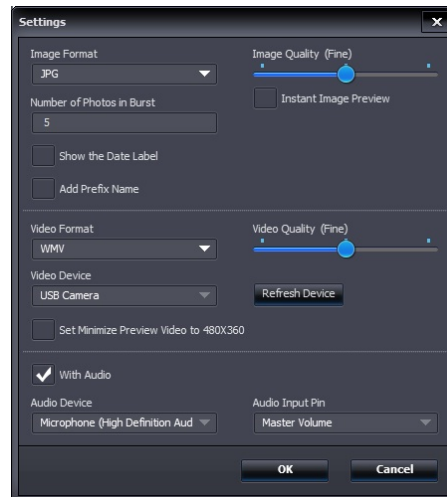 Settings
Image Format
Image Quality (Fine)
JPG
Number of Photos in Burst
Instant Image Preview
5
Show the Date Label
Add Prefix Name
Video Format
Video Quality (Fine)
WMV
Video Device
USB Camera
Refresh Device
Set Minimize Preview Video to 480X360
With Audio
Audio Device
Audio Input Pin
Microphone (High Definition Aud
Master Volume
OK
Cancel